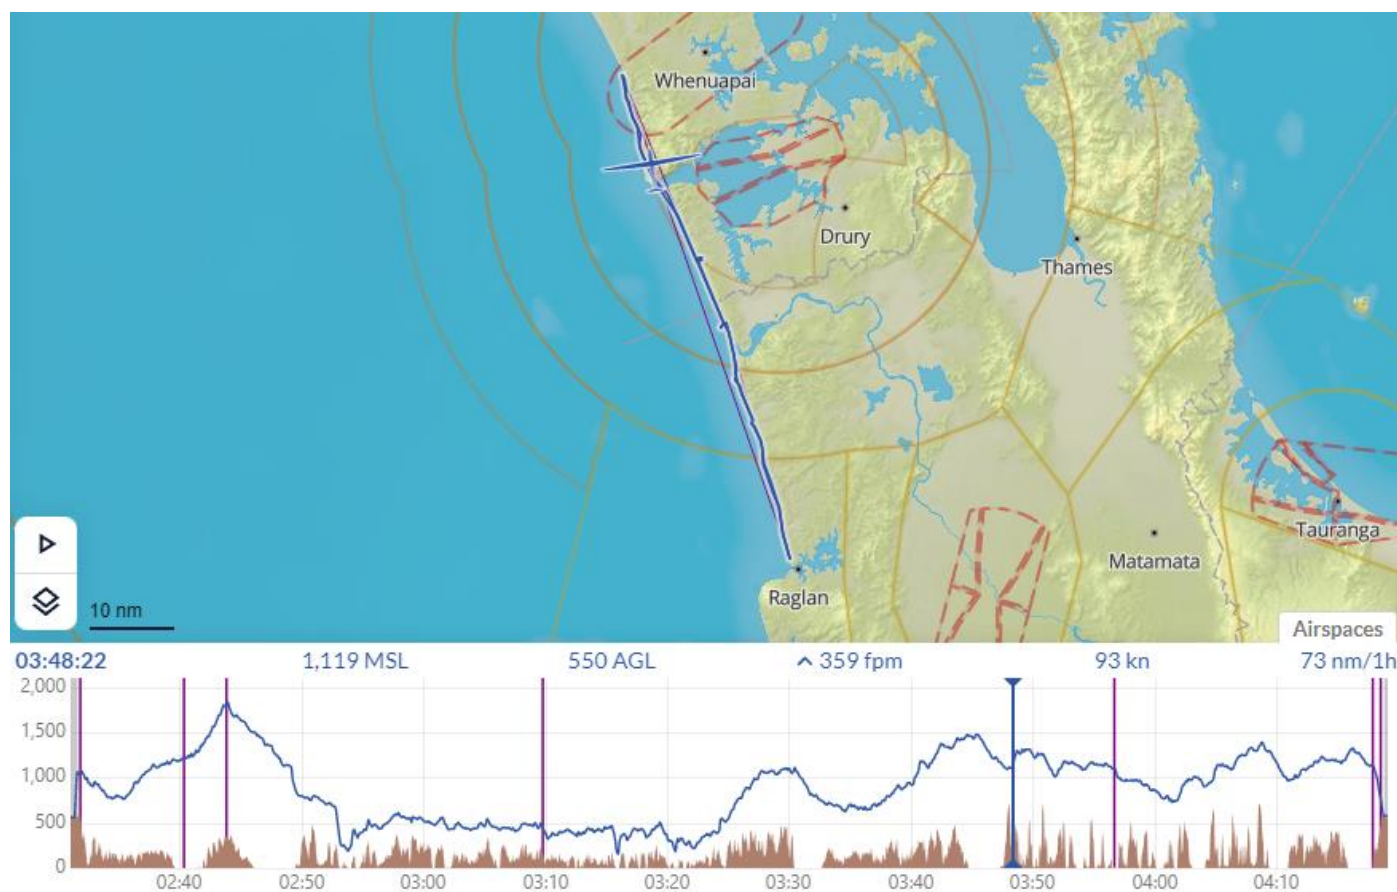 Whenuapai
Drury
Thames
Tauranga
Matamata
Raglan
10 nm
Airspaces
03:48:22 1,119 MSL 550 AGL 359 fpm 93 kn 73 nm/1h
2,000
1,500
1,000
500
0
02:40 02:50 03:00 03:10 03:20 03:30 03:40 03:50 04:00 04:10